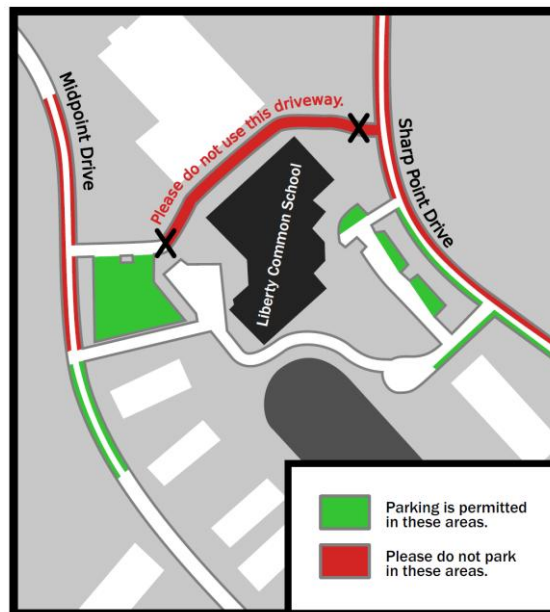 Midpoint Drive
Please do not use this driveway.
Sharp Point Drive
Liberty Common School
Parking is permitted
in these areas.
Please do not park
in these areas.